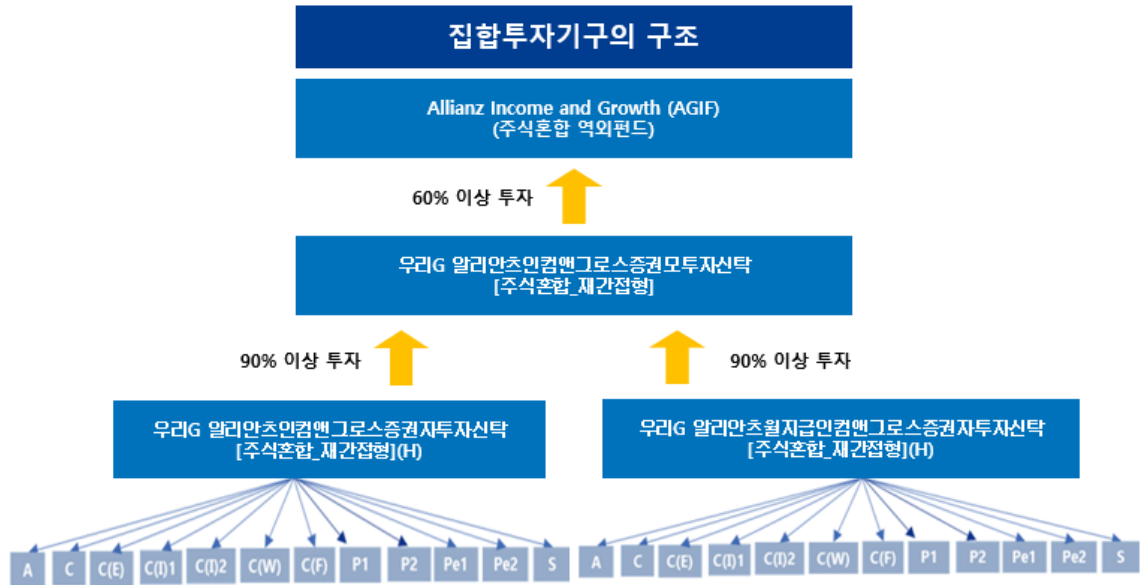 집합투자기구의 구조
Allianz Income and Growth (AGIF)
(주식혼합 역외펀드)
60% 이상 투자
우리G 알리안츠인컴앤그로스증권모투자신탁
[주식혼합_재간접형]
90% 이상 투자
90% 이상 투자
우리G 알리안츠인컴앤그로스증권자투자신탁
[주식혼합_재간접형](H)
우리G 알리안츠월지급인컴앤그로스증권자투자신탁
[주식혼합_재간접형](H)
A C C(E) C(I)1 C(I)2 C(W) C(F) P1 P2 Pe1 Pe2 S
A C C(E) C(I)1 C(I)2 C(W) C(F) P1 P2 Pe1 Pe2 S